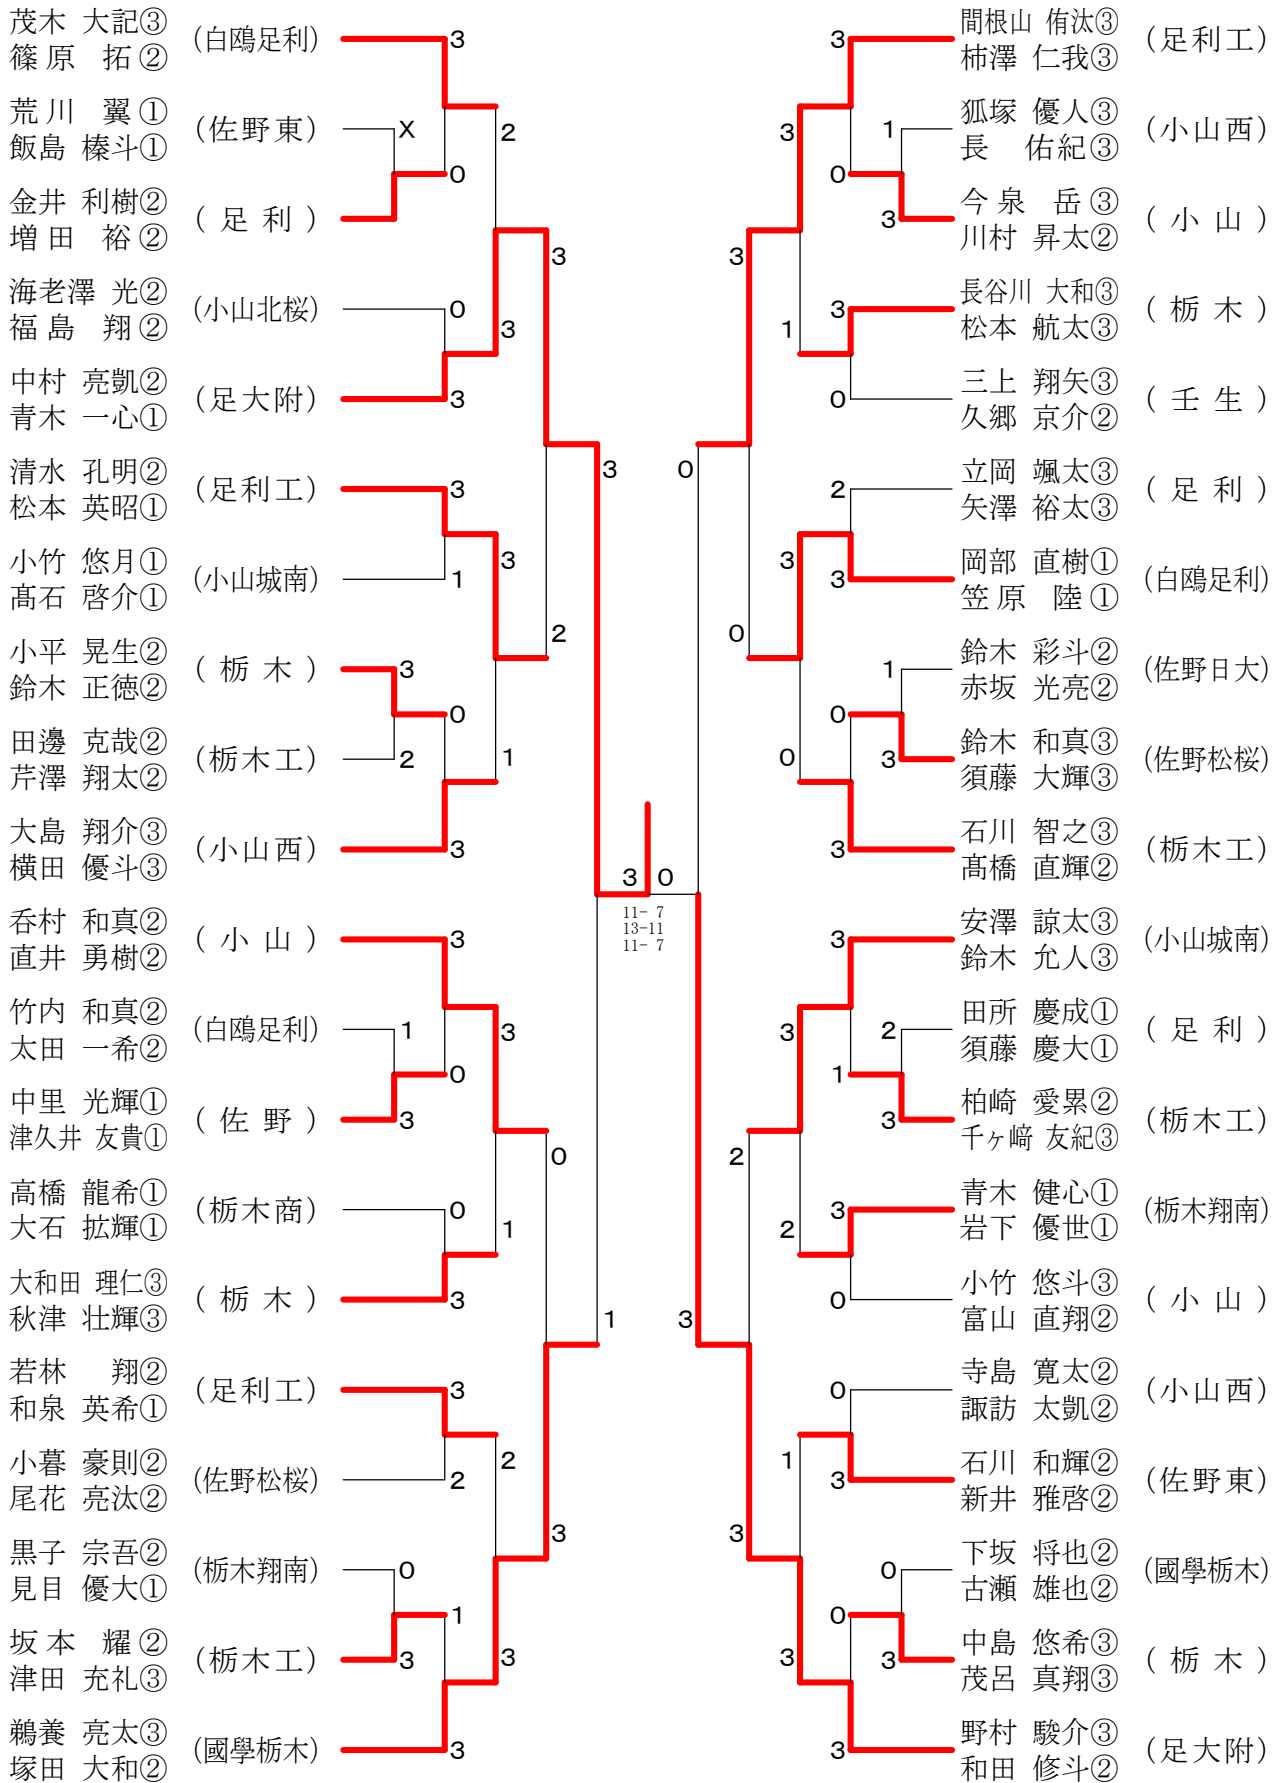 茂木 大記③
篠原 拓②
(白鴎足利)
3
荒川 翼①
飯島 榛斗①
(佐野東)
X
2
0
金井 利樹②
増田 裕②
(足利)
3
海老澤 光②
福島 翔②
(小山北桜)
0
3
中村 亮凱②
青木 一心①
(足大附)
3
3
清水 孔明②
松本 英昭①
(足利工)
3
3
小竹 悠月①
髙石 啓介①
(小山城南)
1
2
小平 晃生②
鈴木 正徳②
(栃木)
3
0
田邊 克哉②
芹澤 翔太②
(栃木工)
2
1
大島 翔介③
横田 優斗③
(小山西)
3
呑村 和真②
直井 勇樹②
(小山)
3
竹内 和真②
太田 一希②
(白鴎足利)
1
3
0
中里 光輝①
津久井 友貴①
(佐野)
3
0
高橋 龍希①
大石 拡輝①
(栃木商)
0
1
大和田 理仁③
秋津 壮輝③
(栃木)
3
1
若林 翔②
和泉 英希①
(足利工)
3
2
小暮 豪則②
尾花 亮汰②
(佐野松桜)
2
3
黒子 宗吾②
見目 優大①
(栃木翔南)
0
1
坂本 耀②
津田 充礼③
(栃木工)
3
3
鵜養 亮太③
塚田 大和②
(國學栃木)
3
3 0
11- 7
13-11
11- 7
3
間根山 侑汰③
柿澤 仁我③
(足利工)
3
1
狐塚 優人③
長 佑紀③
(小山西)
0
3
今泉 岳③
川村 昇太②
(小山)
3
3
長谷川 大和③
松本 航太③
(栃木)
1
0
三上 翔矢③
久郷 京介②
(壬生)
0
2
立岡 颯太③
矢澤 裕太③
(足利)
3
3
岡部 直樹①
笠原 陸①
(白鴎足利)
0
1
鈴木 彩斗②
赤坂 光亮②
(佐野日大)
0
0
3
鈴木 和真③
須藤 大輝③
(佐野松桜)
3
石川 智之③
髙橋 直輝②
(栃木工)
3
安澤 諒太③
鈴木 允人③
(小山城南)
3
2
田所 慶成①
須藤 慶大①
(足利)
1
3
柏崎 愛累②
千ヶ﨑 友紀③
(栃木工)
2
2
3
青木 健心①
岩下 優世①
(栃木翔南)
0
小竹 悠斗③
富山 直翔②
(小山)
3
0
寺島 寛太②
諏訪 太凱②
(小山西)
1
3
石川 和輝②
新井 雅啓②
(佐野東)
3
0
下坂 将也②
古瀬 雄也②
(國學栃木)
0
3
3
中島 悠希③
茂呂 真翔③
(栃木)
3
野村 駿介③
和田 修斗②
(足大附)